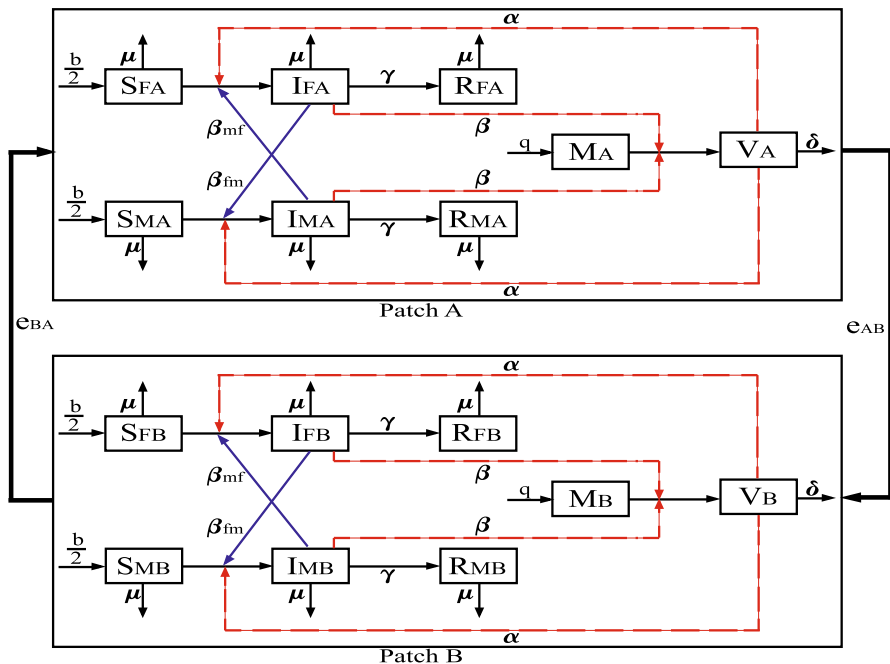 α
b/2 μ μ μ
SFA IFA γ RFA
βmf β
q MA VA δ
βfm β
b/2 SMA IMA γ RMA
μ μ μ
α
Patch A
eBA eAB
α
b/2 μ μ μ
SFB IFB γ RFB
βmf β
q MB VB δ
βfm β
b/2 SMB IMB γ RMB
μ μ μ
α
Patch B